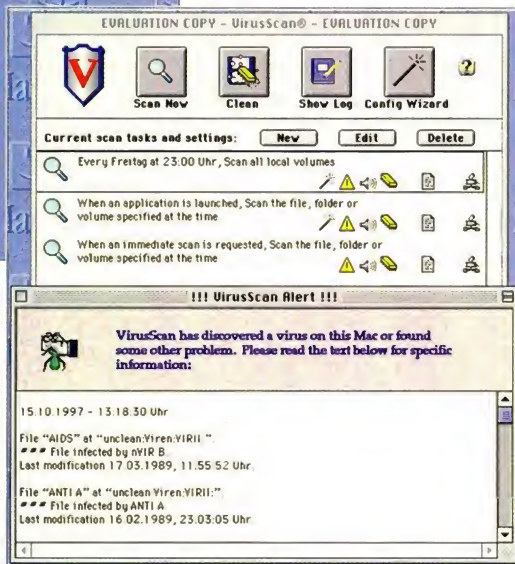 EVALUATION COPY - VirusScan® - EVALUATION COPY
V
Scan Now Clean Show Log Config Wizard
?
Current scan tasks and settings: New Edit Delete
Every Freitag at 23:00 Uhr, Scan all local volumes
When an application is launched, Scan the file, folder or
volume specified at the time
When an immediate scan is requested, Scan the file, folder or
volume specified at the time
!!! VirusScan Alert !!!
VirusScan has discovered a virus on this Mac or found
some other problem. Please read the text below for specific
information:
15.10.1997 - 13:18:30 Uhr
File "AIDS" at "unclean:Viren:VIRII:".
*** File infected by nVIR B.
Last modification 17.03.1989, 11:55:52 Uhr.
File "ANTI A" at "unclean:Viren:VIRII:".
*** File infected by ANTI A
Last modification 16.02.1989, 23:03:05 Uhr.